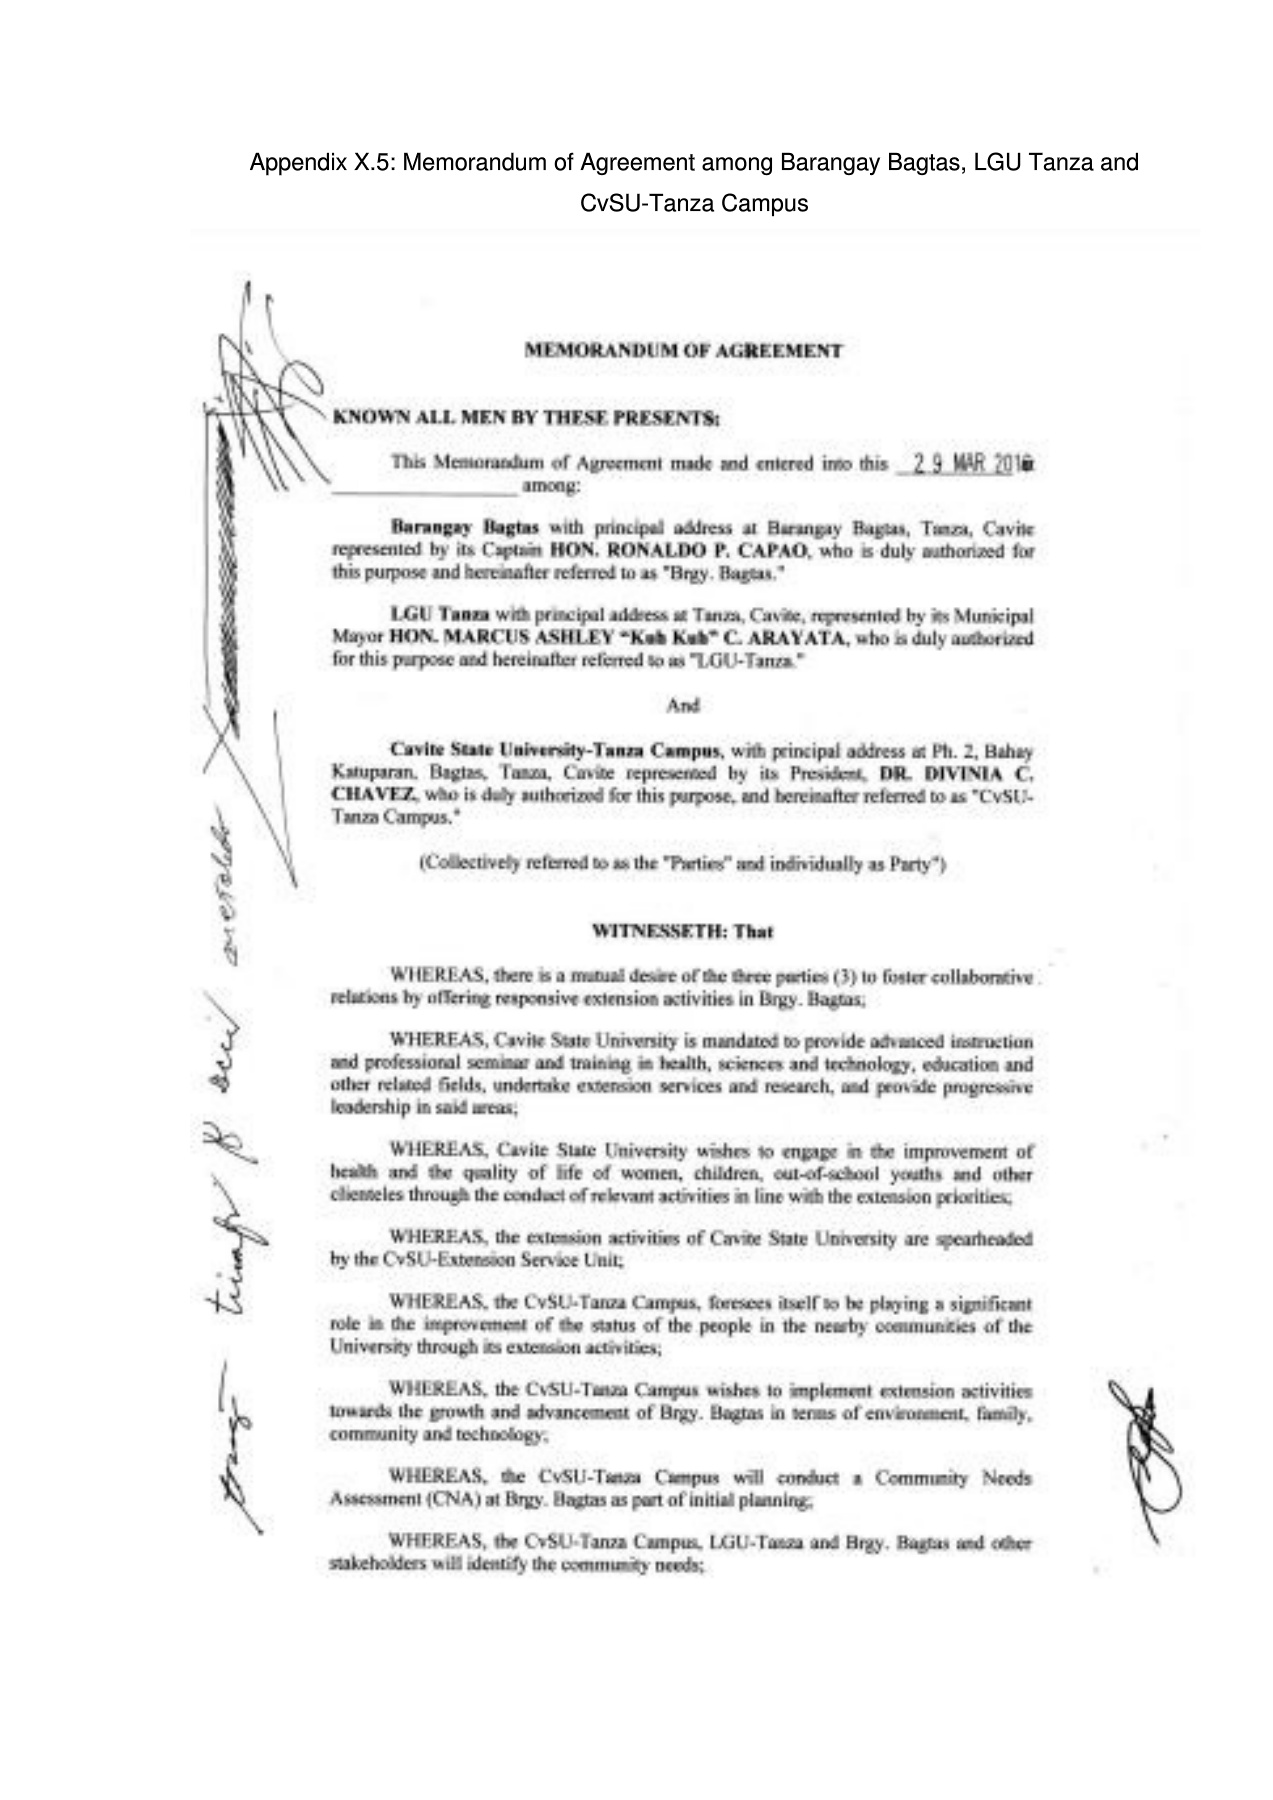 Appendix X.5: Memorandum of Agreement among Barangay Bagtas, LGU Tanza and
CvSU-Tanza Campus
MEMORANDUM OF AGREEMENT
KNOWN ALL MEN BY THESE PRESENTS:
This Memorandum of Agreement made and entered into this 29 MAR
among:
Barangay Bagtas with principal address at Barangay Bagtas, Tanza, Cavite
represented by its Captain HON. RONALDO P. CAPAO, who is duly authorized for
this purpose and hereinafter referred to as "Brgy. Bagtas."
LGU Tanza with principal address at Tanza, Cavite, represented by its Municipal
Mayor HON. MARCUS ASHLEY “Kuh Kuh” C. ARAYATA, who is duly authorized
for this purpose and hereinafter referred to as "LGU-Tanza."
And
Cavite State University-Tanza Campus, with principal address at Ph. 2, Bahay
Katuparan, Bagtas, Tanza, Cavite represented by its President, DR. DIVINIA C.
CHAVEZ, who is duly authorized for this purpose, and hereinafter referred to as "CvSU-
Tanza Campus."
(Collectively referred to as the "Parties" and individually as Party")
WITNESSETH: That
WHEREAS, there is a mutual desire of the three parties (3) to foster collaborative
relations by offering responsive extension activities in Brgy. Bagtas;
WHEREAS, Cavite State University is mandated to provide advanced instruction
and professional seminar and training in health, sciences and technology, education and
other related fields, undertake extension services and research, and provide progressive
leadership in said areas;
WHEREAS, Cavite State University wishes to engage in the improvement of
health and the quality of life of women, children, out-of-school youths and other
clienteles through the conduct of relevant activities in line with the extension priorities;
WHEREAS, the extension activities of Cavite State University are spearheaded
by the CvSU-Extension Service Unit;
WHEREAS, the CvSU-Tanza Campus, foresees itself to be playing a significant
role in the improvement of the status of the people in the nearby communities of the
University through its extension activities;
WHEREAS, the CvSU-Tanza Campus wishes to implement extension activities
towards the growth and advancement of Brgy. Bagtas in terms of environment, family,
community and technology;
WHEREAS, the CvSU-Tanza Campus will conduct a Community Needs
Assessment (CNA) at Brgy. Bagtas as part of initial planning;
WHEREAS, the CvSU-Tanza Campus, LGU-Tanza and Brgy. Bagtas and other
stakeholders will identify the community needs;